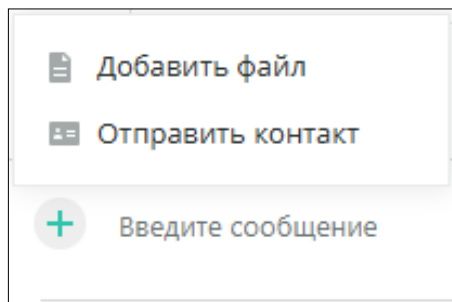 Добавить файл
Отправить контакт
Введите сообщение